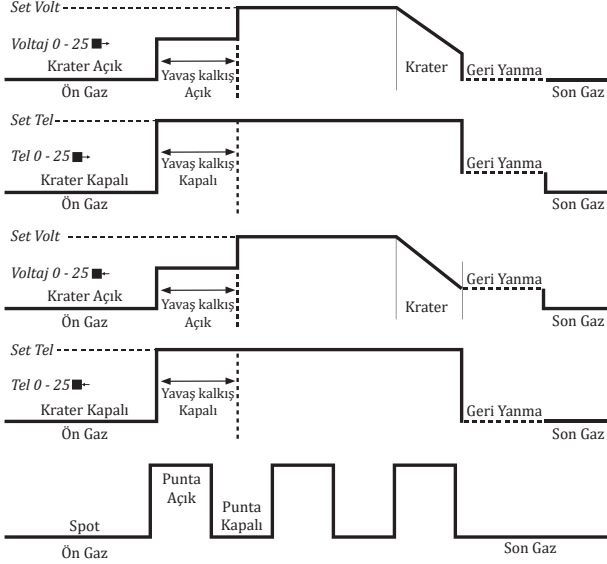 Set Volt
Voltaj 0 - 25
Krater Açık
Ön Gaz
Yavaş kalkış
Açık
Krater
Geri Yanma
Son Gaz
Set Tel
Tel 0 - 25
Krater Kapalı
Ön Gaz
Yavaş kalkış
Kapalı
Geri Yanma
Son Gaz
Set Volt
Voltaj 0 - 25
Krater Açık
Ön Gaz
Yavaş kalkış
Açık
Krater
Geri Yanma
Son Gaz
Set Tel
Tel 0 - 25
Krater Kapalı
Ön Gaz
Yavaş kalkış
Kapalı
Geri Yanma
Son Gaz
Spot
Ön Gaz
Punta
Açık
Punta
Kapalı
Son Gaz